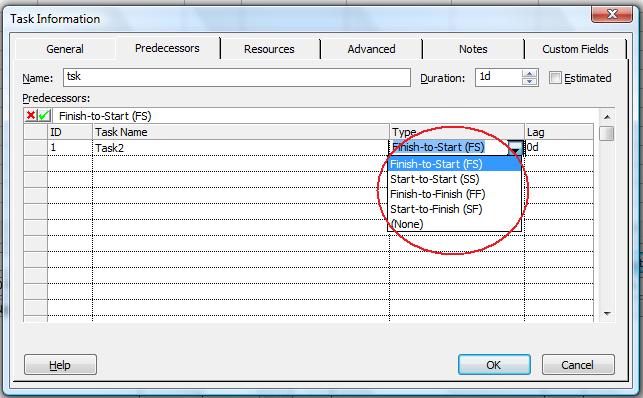 Task Information
General Predecessors Resources Advanced Notes Custom Fields
Name: tsk Duration: 1d Estimated
Predecessors:
Finish-to-Start (FS)
ID Task Name Type Lag
1 Task2 Finish-to-Start (FS) 0d
Finish-to-Start (FS)
Start-to-Start (SS)
Finish-to-Finish (FF)
Start-to-Finish (SF)
(None)
Help OK Cancel